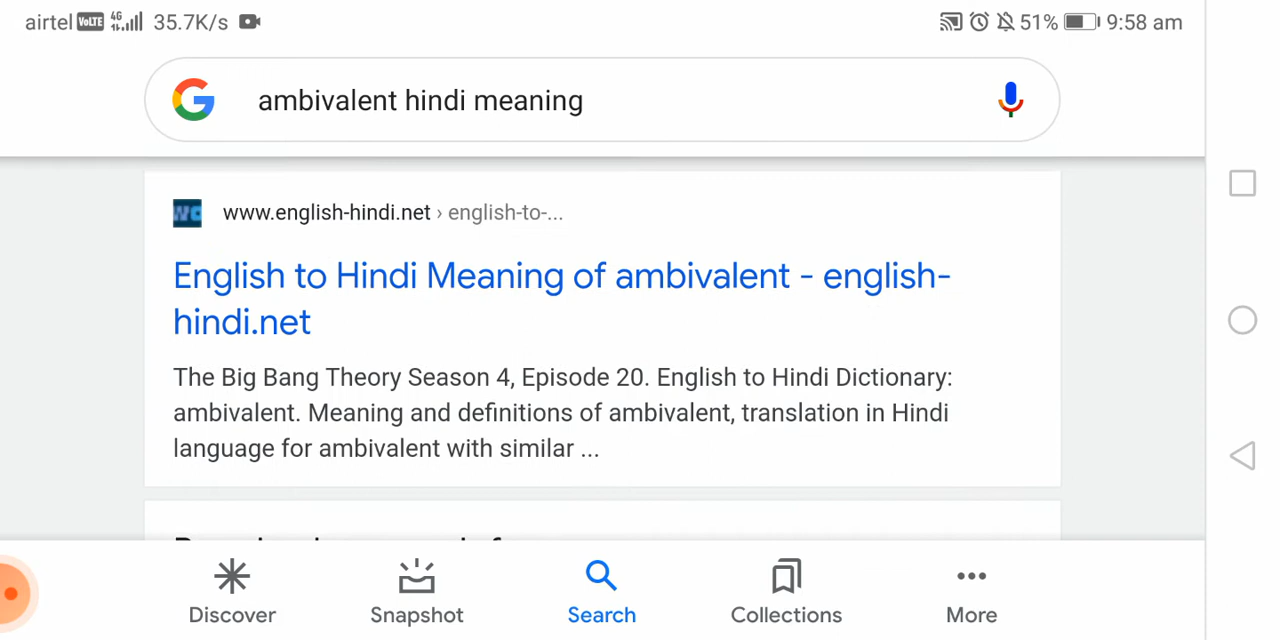 airtel VoLTE 4G 35.7K/s 51% 9:58 am
ambivalent hindi meaning
www.english-hindi.net › english-to-...
English to Hindi Meaning of ambivalent - english-
hindi.net
The Big Bang Theory Season 4, Episode 20. English to Hindi Dictionary:
ambivalent. Meaning and definitions of ambivalent, translation in Hindi
language for ambivalent with similar ...
Discover Snapshot Search Collections More